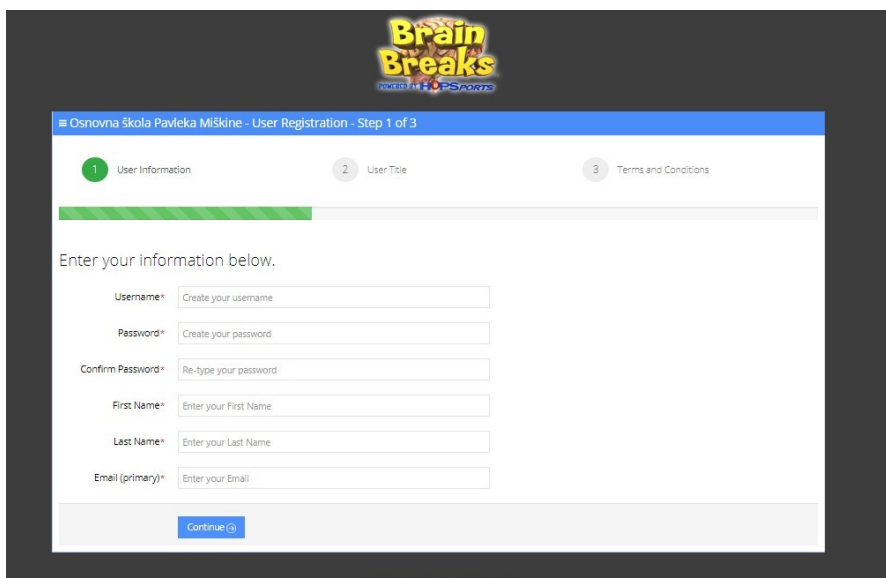 Brain
Breaks
POWERED BY HOPSPORTS
Osnovna škola Pavleka Miškine - User Registration - Step 1 of 3
1 User Information 2 User Title 3 Terms and Conditions
Enter your information below.
Username* Create your username
Password* Create your password
Confirm Password* Re-type your password
First Name* Enter your First Name
Last Name* Enter your Last Name
Email (primary)* Enter your Email
Continue